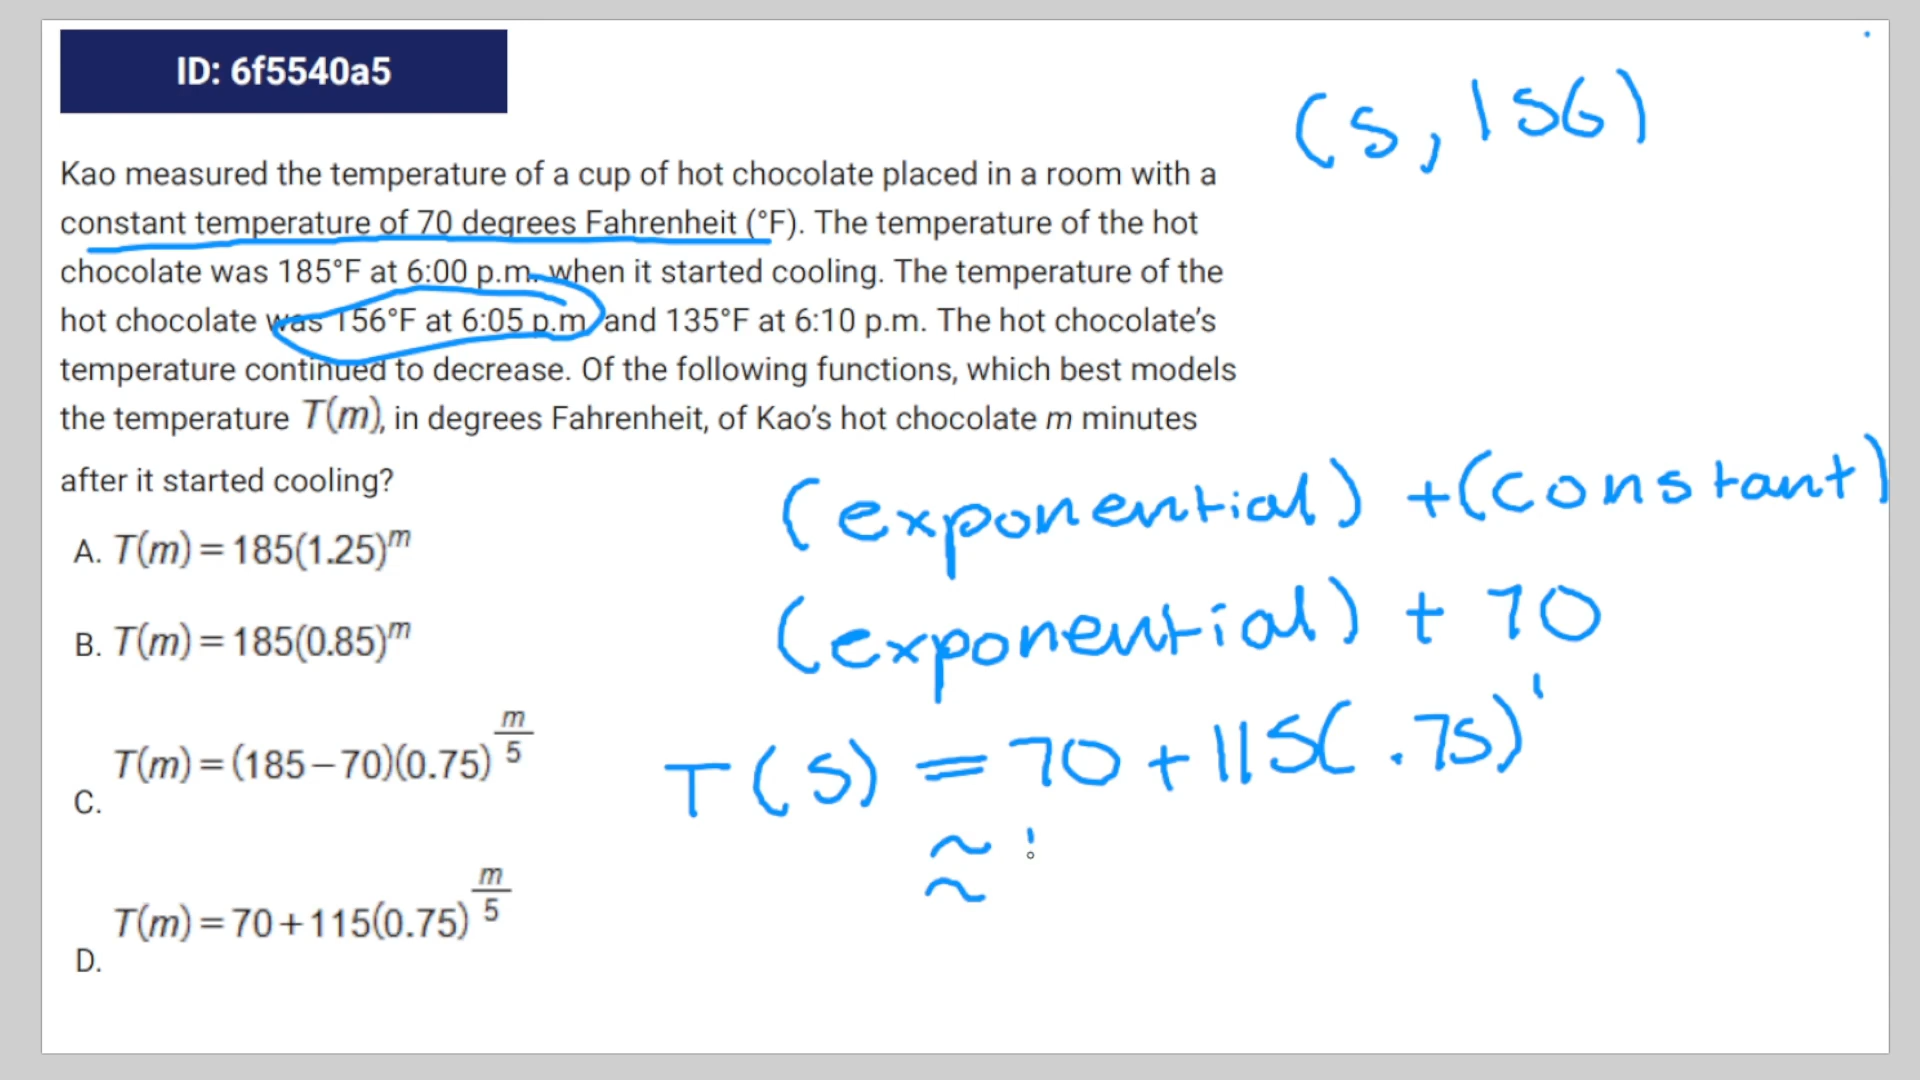 ID: 6f5540a5
(5, 156)
Kao measured the temperature of a cup of hot chocolate placed in a room with a
constant temperature of 70 degrees Fahrenheit (°F). The temperature of the hot
chocolate was 185°F at 6:00 p.m. when it started cooling. The temperature of the
hot chocolate was 156°F at 6:05 p.m. and 135°F at 6:10 p.m. The hot chocolate's
temperature continued to decrease. Of the following functions, which best models
the temperature T(m), in degrees Fahrenheit, of Kao's hot chocolate m minutes
after it started cooling?
(exponential) + (constant)
A. T(m) = 185(1.25)^m
(exponential) + 70
B. T(m) = 185(0.85)^m
T(5) = 70 + 115(.75)^1
C. T(m) = (185 – 70)(0.75)^(m/5)
≈ 1
D. T(m) = 70 + 115(0.75)^(m/5)